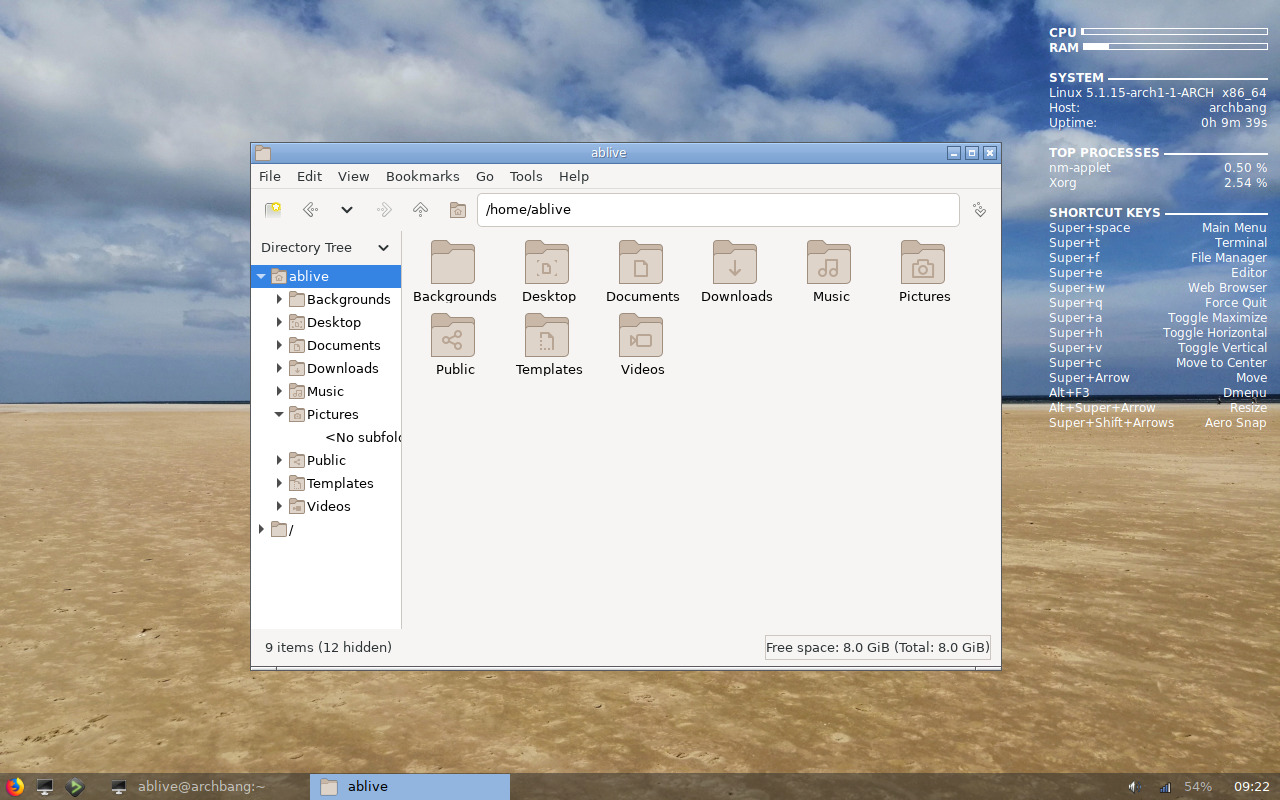 CPU
RAM
SYSTEM
Linux 5.1.15-arch1-1-ARCH x86_64
Host: archbang
Uptime: 0h 9m 39s
TOP PROCESSES
nm-applet 0.50 %
Xorg 2.54 %
SHORTCUT KEYS
Super+space Main Menu
Super+t Terminal
Super+f File Manager
Super+e Editor
Super+w Web Browser
Super+q Force Quit
Super+a Toggle Maximize
Super+h Toggle Horizontal
Super+v Toggle Vertical
Super+c Move to Center
Super+Arrow Move
Alt+F3 Dmenu
Alt+Super+Arrow Resize
Super+Shift+Arrows Aero Snap
ablive
File Edit View Bookmarks Go Tools Help
/home/ablive
Directory Tree
ablive
Backgrounds
Desktop
Documents
Downloads
Music
Pictures
<No subfol
Public
Templates
Videos
/
Backgrounds Desktop Documents Downloads Music Pictures
Public Templates Videos
9 items (12 hidden)
Free space: 8.0 GiB (Total: 8.0 GiB)
ablive@archbang:~
ablive
54%
09:22